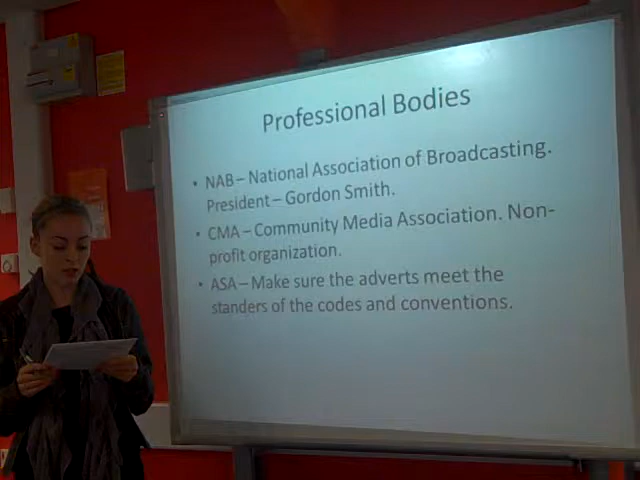 Professional Bodies
• NAB – National Association of Broadcasting.
President – Gordon Smith.
• CMA – Community Media Association. Non-
profit organization.
• ASA – Make sure the adverts meet the
standers of the codes and conventions.